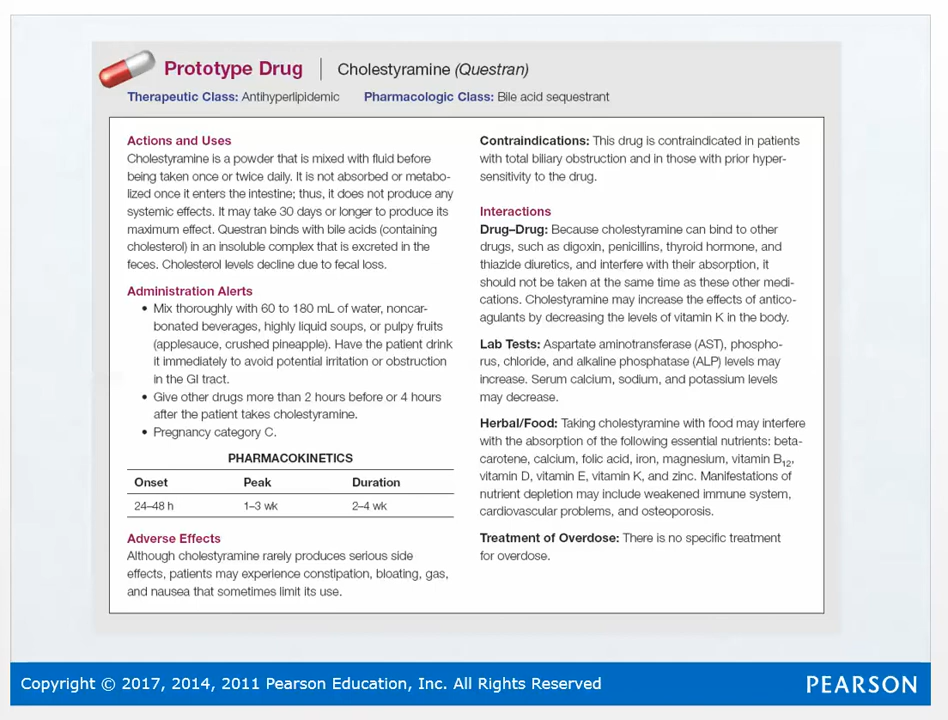 Prototype Drug | Cholestyramine (Questran)
Therapeutic Class: Antihyperlipidemic Pharmacologic Class: Bile acid sequestrant
Actions and Uses
Cholestyramine is a powder that is mixed with fluid before
being taken once or twice daily. It is not absorbed or metabo-
lized once it enters the intestine; thus, it does not produce any
systemic effects. It may take 30 days or longer to produce its
maximum effect. Questran binds with bile acids (containing
cholesterol) in an insoluble complex that is excreted in the
feces. Cholesterol levels decline due to fecal loss.
Administration Alerts
• Mix thoroughly with 60 to 180 mL of water, noncar-
bonated beverages, highly liquid soups, or pulpy fruits
(applesauce, crushed pineapple). Have the patient drink
it immediately to avoid potential irritation or obstruction
in the GI tract.
• Give other drugs more than 2 hours before or 4 hours
after the patient takes cholestyramine.
• Pregnancy category C.
PHARMACOKINETICS
Onset Peak Duration
24–48 h 1–3 wk 2–4 wk
Adverse Effects
Although cholestyramine rarely produces serious side
effects, patients may experience constipation, bloating, gas,
and nausea that sometimes limit its use.
Contraindications: This drug is contraindicated in patients
with total biliary obstruction and in those with prior hyper-
sensitivity to the drug.
Interactions
Drug–Drug: Because cholestyramine can bind to other
drugs, such as digoxin, penicillins, thyroid hormone, and
thiazide diuretics, and interfere with their absorption, it
should not be taken at the same time as these other medi-
cations. Cholestyramine may increase the effects of antico-
agulants by decreasing the levels of vitamin K in the body.
Lab Tests: Aspartate aminotransferase (AST), phospho-
rus, chloride, and alkaline phosphatase (ALP) levels may
increase. Serum calcium, sodium, and potassium levels
may decrease.
Herbal/Food: Taking cholestyramine with food may interfere
with the absorption of the following essential nutrients: beta-
carotene, calcium, folic acid, iron, magnesium, vitamin B12,
vitamin D, vitamin E, vitamin K, and zinc. Manifestations of
nutrient depletion may include weakened immune system,
cardiovascular problems, and osteoporosis.
Treatment of Overdose: There is no specific treatment
for overdose.
Copyright © 2017, 2014, 2011 Pearson Education, Inc. All Rights Reserved
PEARSON